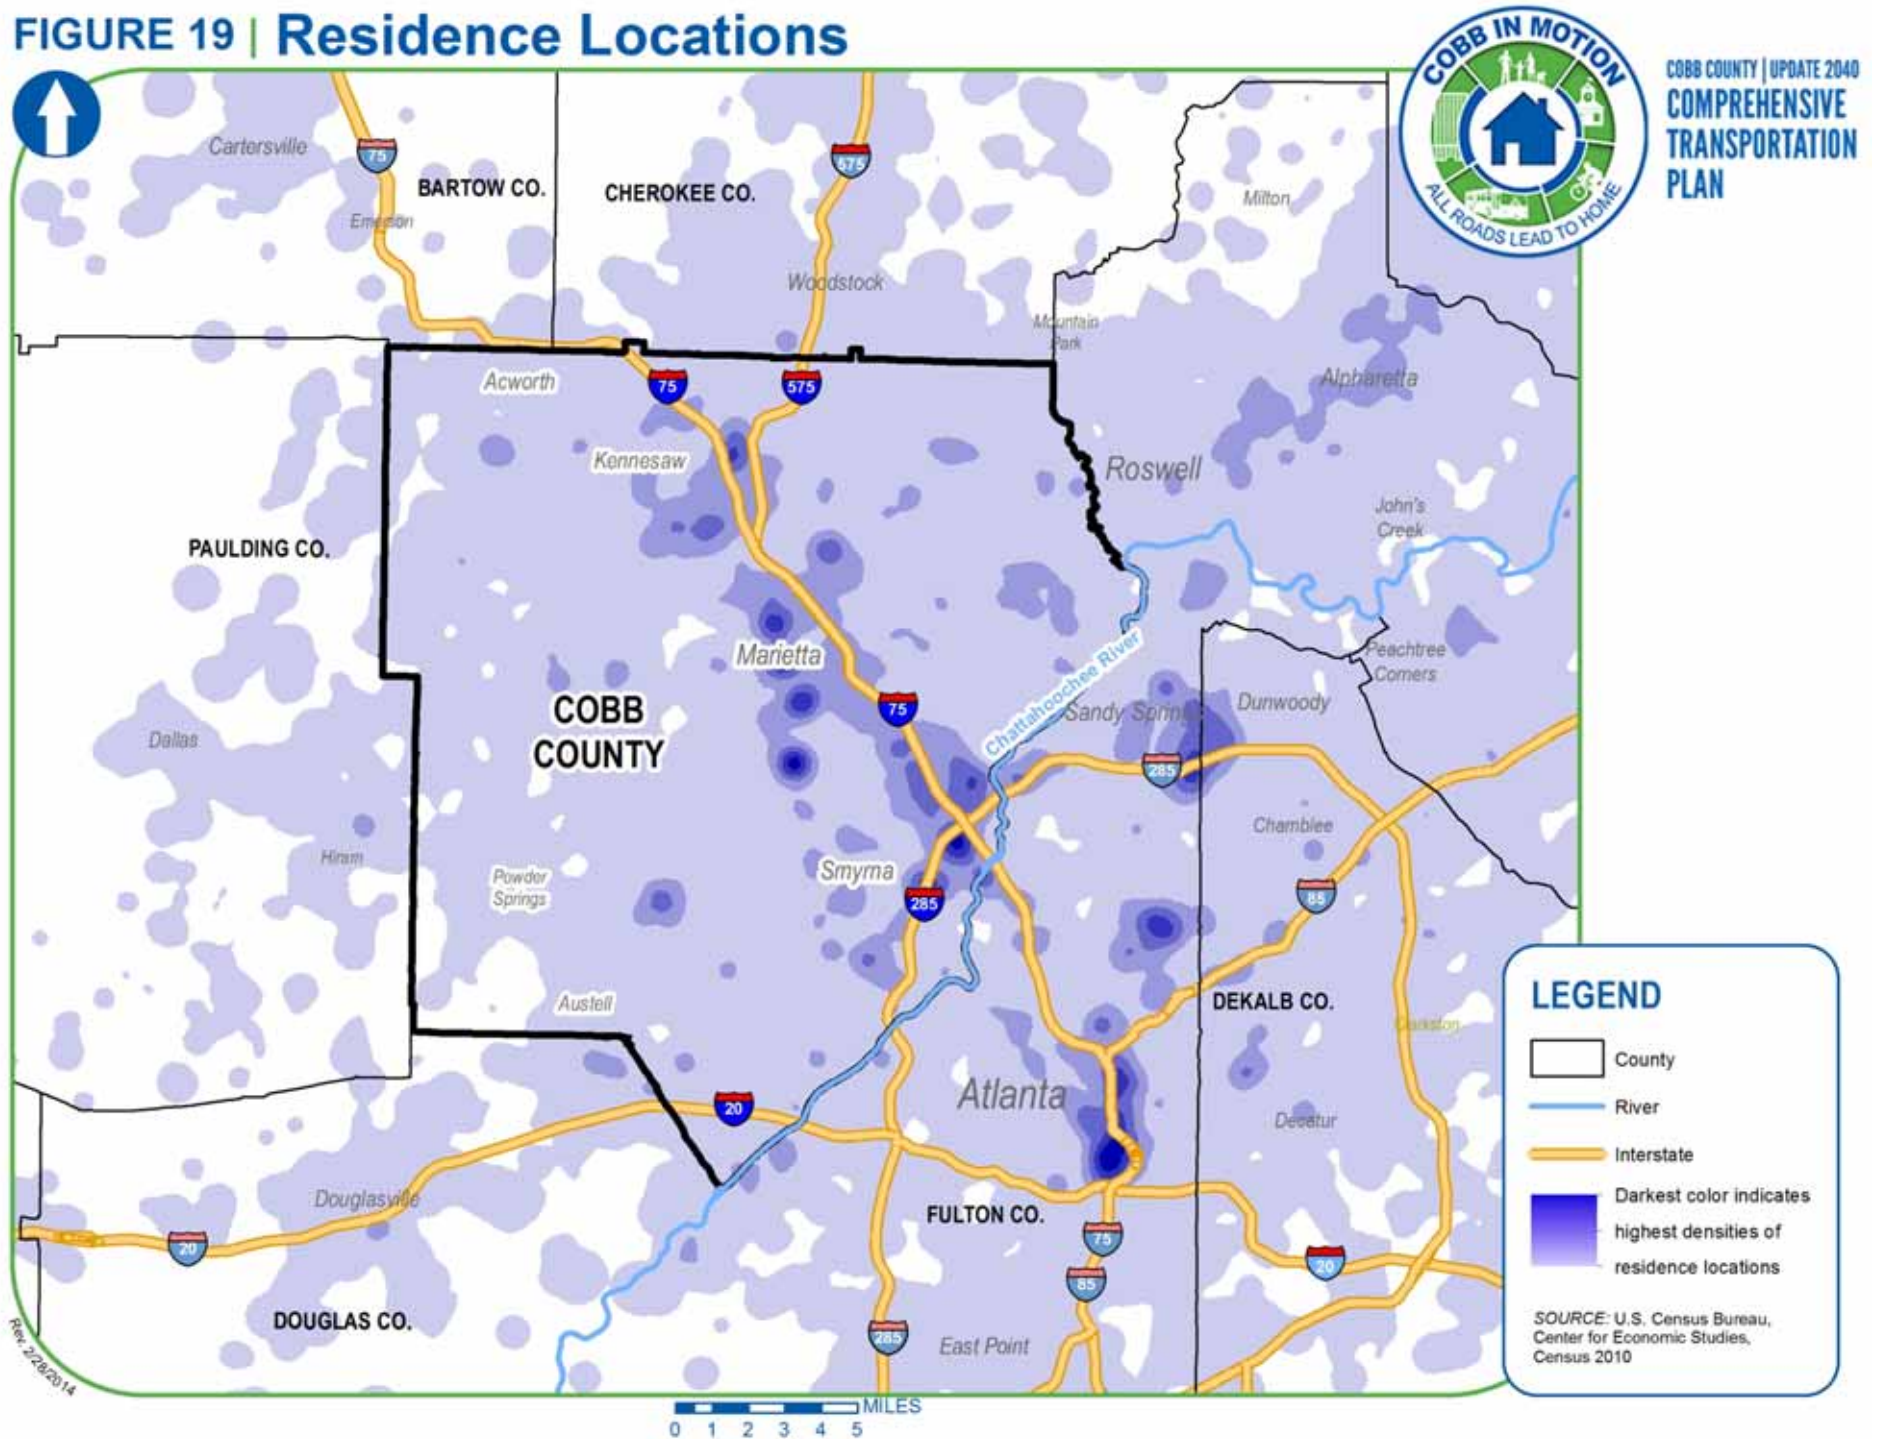 FIGURE 19 | Residence Locations
COBB IN MOTION
ALL ROADS LEAD TO HOME
COBB COUNTY | UPDATE 2040
COMPREHENSIVE
TRANSPORTATION
PLAN
Cartersville
75
BARTOW CO.
Emerson
CHEROKEE CO.
575
Woodstock
Milton
Mountain
Park
Acworth
75
575
Alpharetta
Kennesaw
Roswell
John's
Creek
PAULDING CO.
Marietta
Chattahoochee River
Peachtree
Corners
COBB
COUNTY
75
Sandy Springs
Dunwoody
Dallas
285
Chamblee
Hiram
Powder
Springs
Smyrna
285
85
Austell
DEKALB CO.
Clarkston
Atlanta
20
Decatur
Douglasville
20
FULTON CO.
75
20
85
DOUGLAS CO.
285
East Point
LEGEND
County
River
Interstate
Darkest color indicates
highest densities of
residence locations
SOURCE: U.S. Census Bureau,
Center for Economic Studies,
Census 2010
Rev. 2/28/2014
MILES
0 1 2 3 4 5